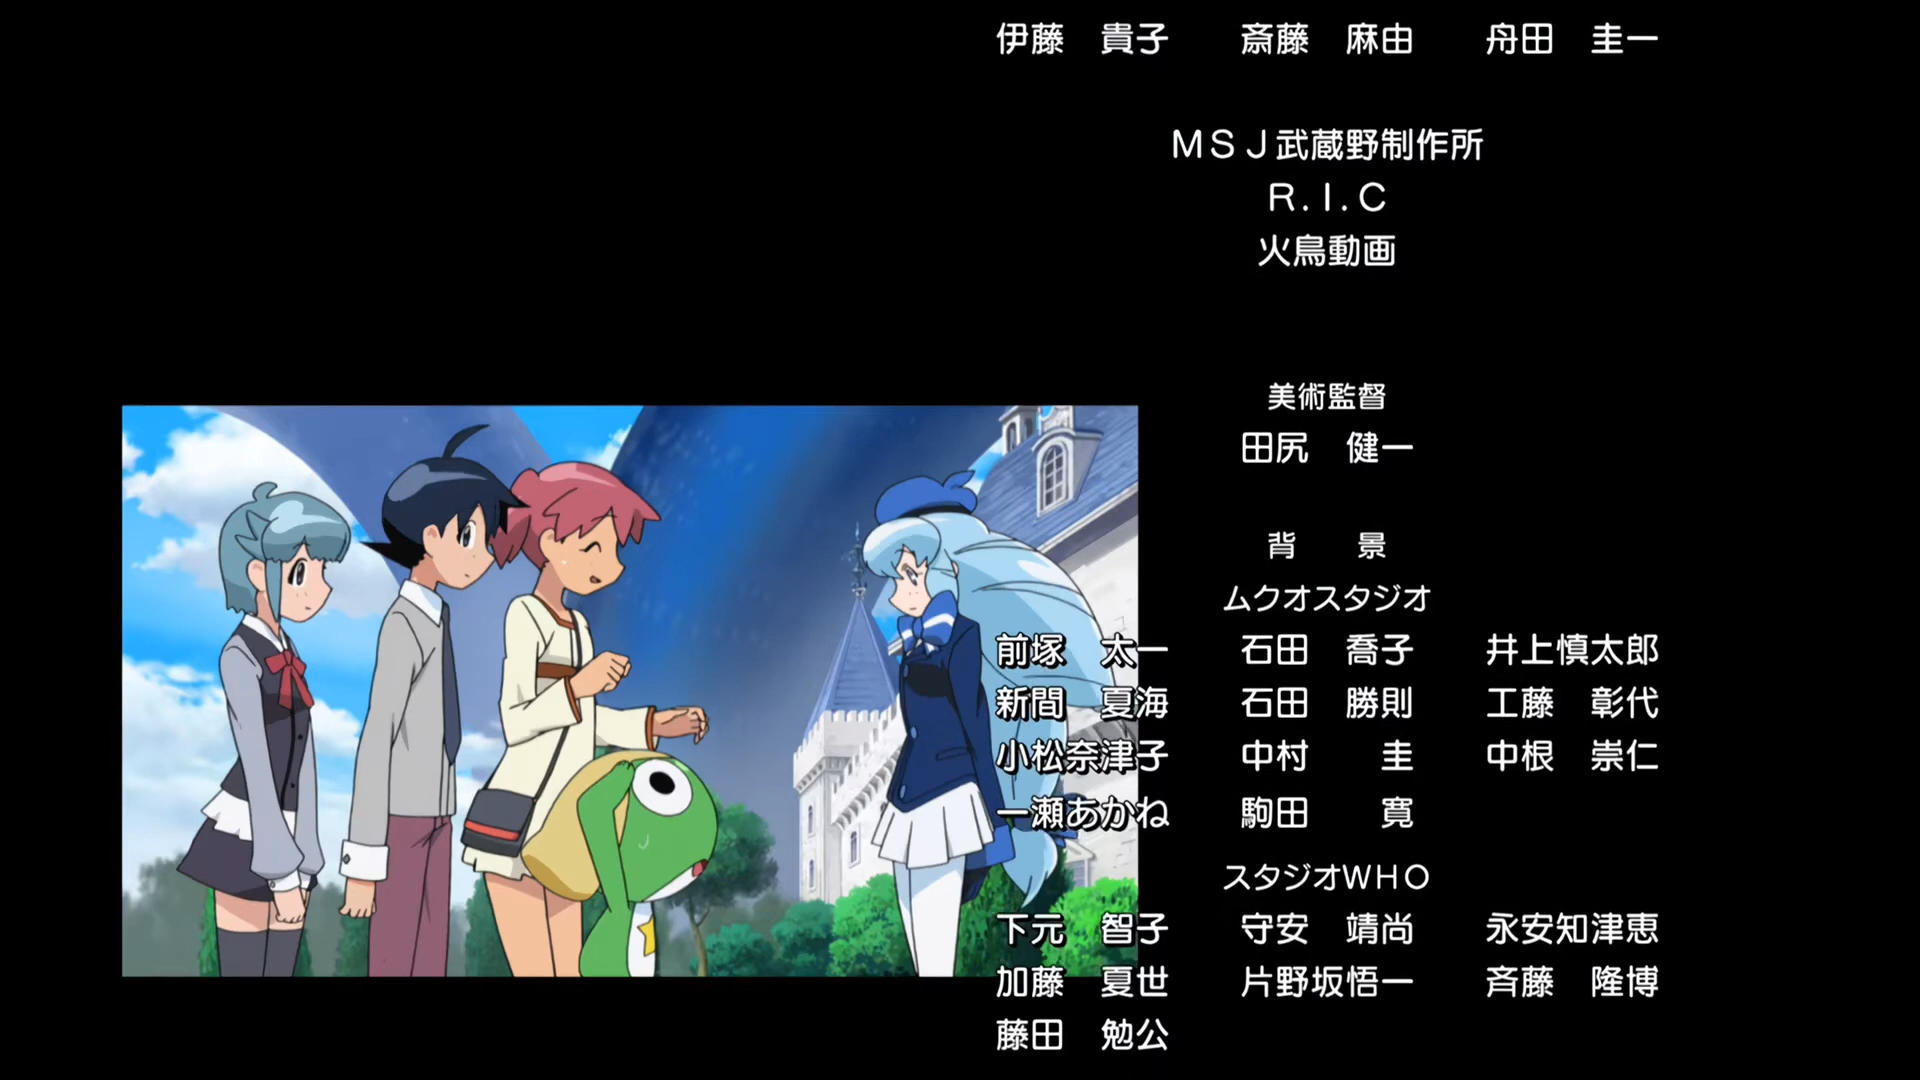 伊藤　貴子　　斎藤　麻由　　舟田　圭一
ＭＳＪ武蔵野制作所
Ｒ.Ｉ.Ｃ
火鳥動画
美術監督
田尻　健一
背　　景
ムクオスタジオ
前塚　太一　　石田　喬子　　井上慎太郎
新間　夏海　　石田　勝則　　工藤　彰代
小松奈津子　　中村　　圭　　中根　崇仁
一瀬あかね　　駒田　　寛
スタジオＷＨＯ
下元　智子　　守安　靖尚　　永安知津恵
加藤　夏世　　片野坂悟一　　斉藤　隆博
藤田　勉公